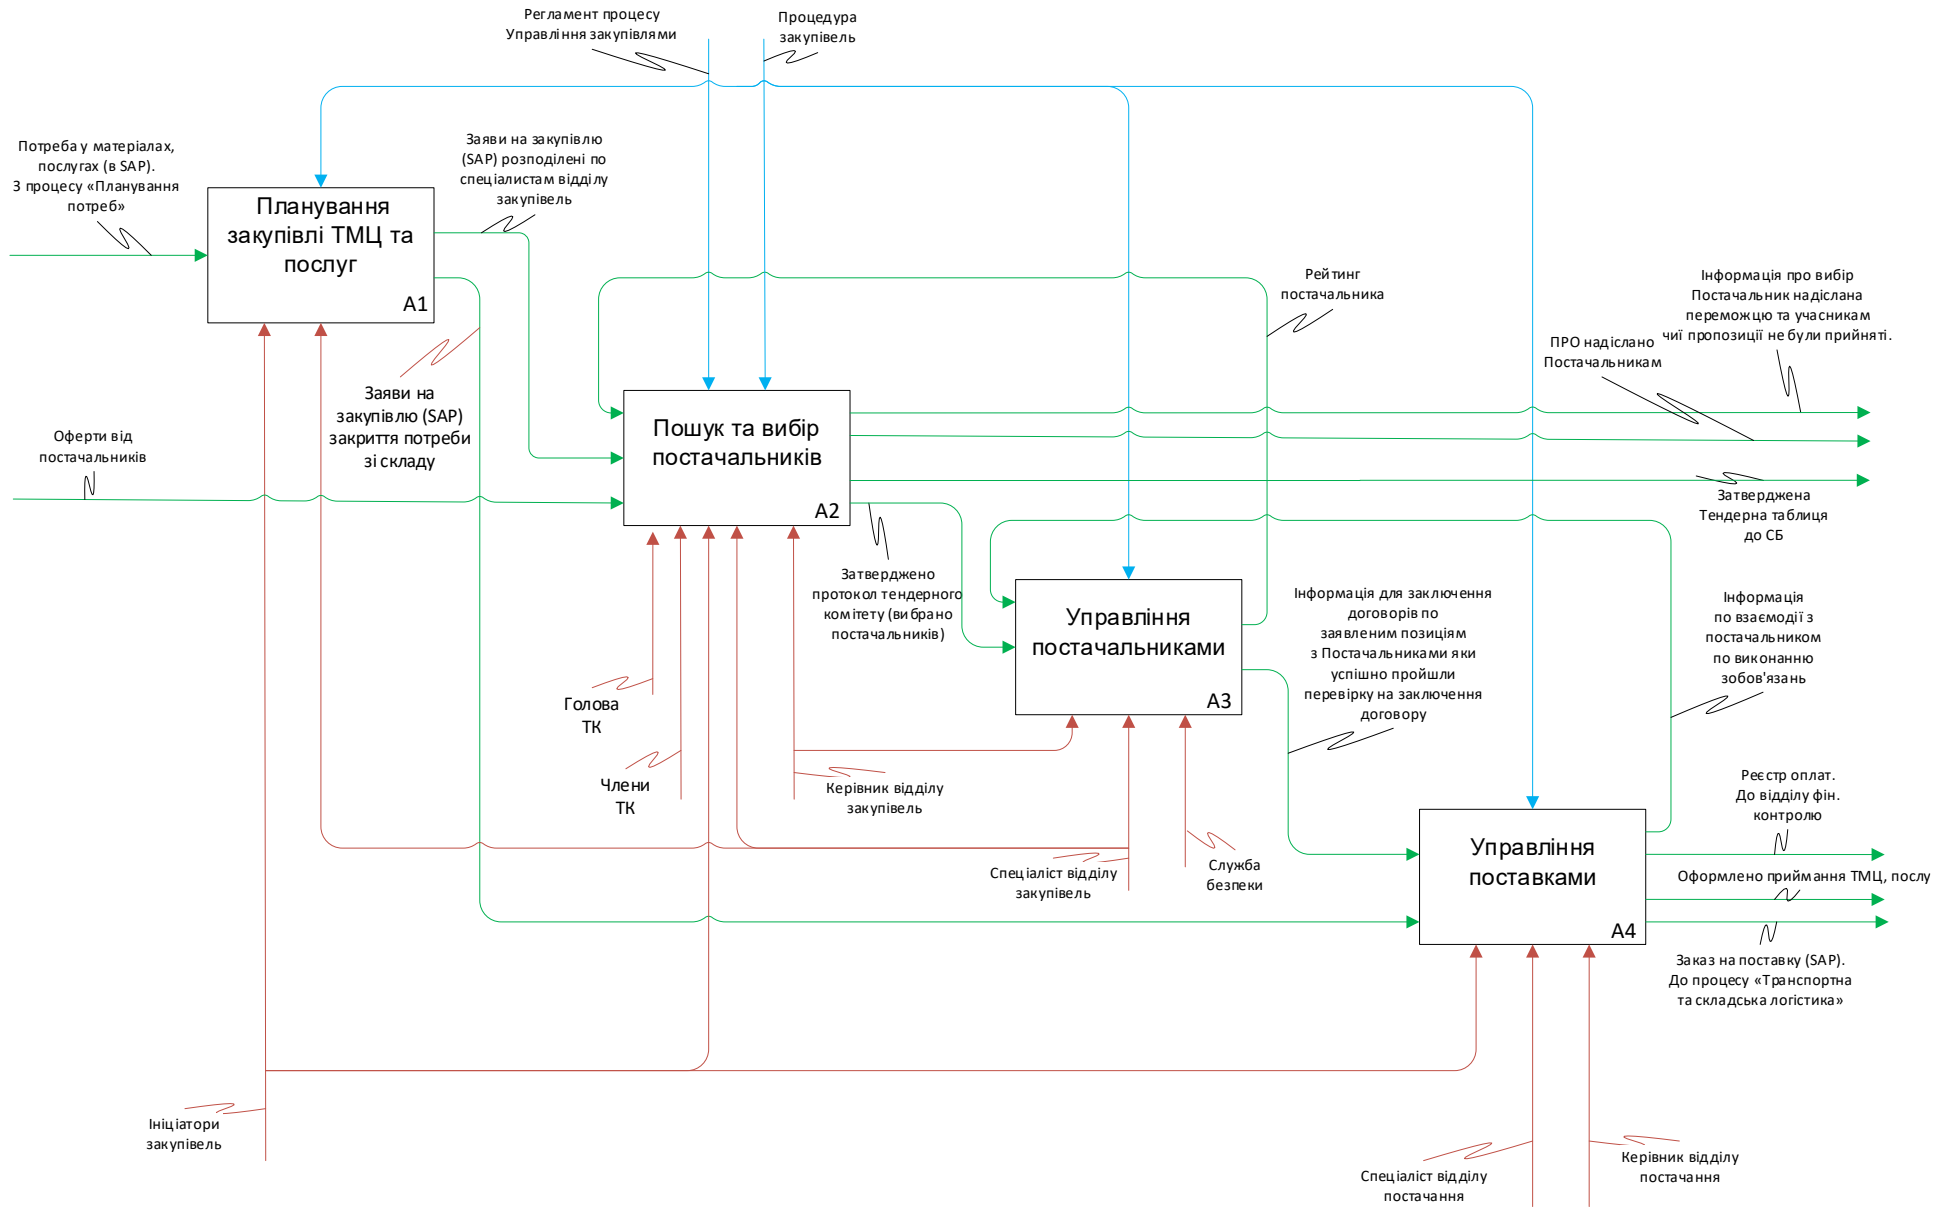 Регламент процесу
Управління закупівлями
Процедура
закупівель
Потреба у матеріалах,
послугах (в SAP).
З процесу «Планування
потреб»
Заяви на закупівлю
(SAP) розподілені по
спеціалистам відділу
закупівель
Планування
закупівлі ТМЦ та
послуг
A1
Рейтинг
постачальника
Інформація про вибір
Постачальник надіслана
переможцю та учасникам
чиї пропозиції не були прийняті.
ПРО надіслано
Постачальникам
Заяви на
закупівлю (SAP)
закриття потреби
зі складу
Оферти від
постачальників
Пошук та вибір
постачальників
A2
Затверджена
Тендерна таблиця
до СБ
Затверджено
протокол тендерного
комітету (вибрано
постачальників)
Управління
постачальниками
A3
Інформація для заключення
договорів по
заявленим позиціям
з Постачальниками яки
успішно пройшли
перевірку на заключення
договору
Інформація
по взаємодії з
постачальником
по виконанню
зобов'язань
Голова
ТК
Члени
ТК
Керівник відділу
закупівель
Реєстр оплат.
До відділу фін.
контролю
Спеціаліст відділу
закупівель
Служба
безпеки
Управління
поставками
A4
Оформлено приймання ТМЦ, послу
Заказ на поставку (SAP).
До процесу «Транспортна
та складська логістика»
Ініціатори
закупівель
Спеціаліст відділу
постачання
Керівник відділу
постачання